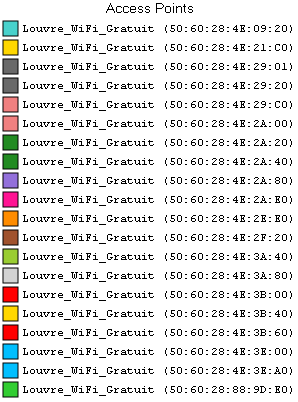 Access Points
Louvre_WiFi_Gratuit (50:60:28:4E:09:20)
Louvre_WiFi_Gratuit (50:60:28:4E:21:C0)
Louvre_WiFi_Gratuit (50:60:28:4E:29:01)
Louvre_WiFi_Gratuit (50:60:28:4E:29:20)
Louvre_WiFi_Gratuit (50:60:28:4E:29:C0)
Louvre_WiFi_Gratuit (50:60:28:4E:2A:00)
Louvre_WiFi_Gratuit (50:60:28:4E:2A:20)
Louvre_WiFi_Gratuit (50:60:28:4E:2A:40)
Louvre_WiFi_Gratuit (50:60:28:4E:2A:80)
Louvre_WiFi_Gratuit (50:60:28:4E:2A:E0)
Louvre_WiFi_Gratuit (50:60:28:4E:2E:E0)
Louvre_WiFi_Gratuit (50:60:28:4E:2F:20)
Louvre_WiFi_Gratuit (50:60:28:4E:3A:40)
Louvre_WiFi_Gratuit (50:60:28:4E:3A:80)
Louvre_WiFi_Gratuit (50:60:28:4E:3B:00)
Louvre_WiFi_Gratuit (50:60:28:4E:3B:40)
Louvre_WiFi_Gratuit (50:60:28:4E:3B:60)
Louvre_WiFi_Gratuit (50:60:28:4E:3E:00)
Louvre_WiFi_Gratuit (50:60:28:4E:3E:A0)
Louvre_WiFi_Gratuit (50:60:28:88:9D:E0)